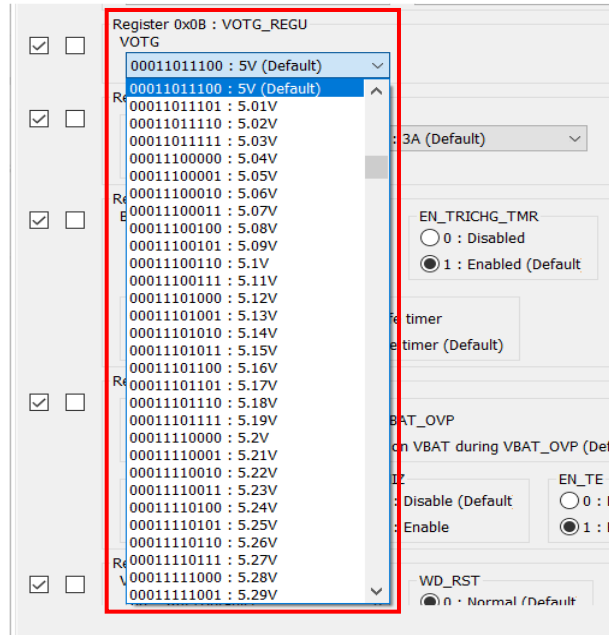 Register 0x0B : VOTG_REGU
VOTG
00011011100 : 5V (Default)
00011011100 : 5V (Default)
00011011101 : 5.01V
00011011110 : 5.02V
00011011111 : 5.03V
00011100000 : 5.04V
00011100001 : 5.05V
00011100010 : 5.06V
00011100011 : 5.07V
00011100100 : 5.08V
00011100101 : 5.09V
00011100110 : 5.1V
00011100111 : 5.11V
00011101000 : 5.12V
00011101001 : 5.13V
00011101010 : 5.14V
00011101011 : 5.15V
00011101100 : 5.16V
00011101101 : 5.17V
00011101110 : 5.18V
00011101111 : 5.19V
00011110000 : 5.2V
00011110001 : 5.21V
00011110010 : 5.22V
00011110011 : 5.23V
00011110100 : 5.24V
00011110101 : 5.25V
00011110110 : 5.26V
00011110111 : 5.27V
00011111000 : 5.28V
00011111001 : 5.29V
: 3A (Default)
EN_TRICHG_TMR
0 : Disabled
1 : Enabled (Default
timer
timer (Default)
BAT_OVP
on VBAT during VBAT_OVP (Def
IZ
: Disable (Default
: Enable
EN_TE
0 :
1 :
WD_RST
0 : Normal (Default